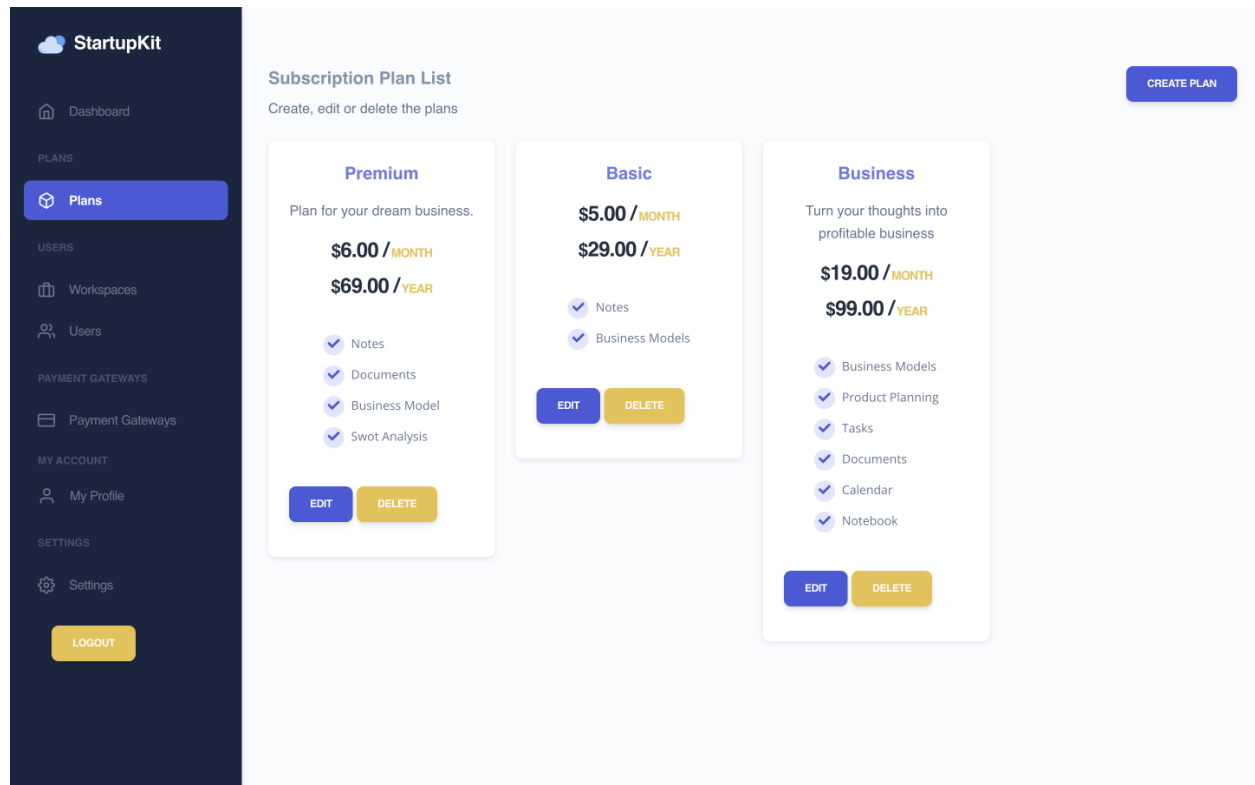 StartupKit
Dashboard
PLANS
Plans
USERS
Workspaces
Users
PAYMENT GATEWAYS
Payment Gateways
MY ACCOUNT
My Profile
SETTINGS
Settings
LOGOUT
Subscription Plan List
Create, edit or delete the plans
CREATE PLAN
Premium
Plan for your dream business.
$6.00 / MONTH
$69.00 / YEAR
Notes
Documents
Business Model
Swot Analysis
EDIT DELETE
Basic
$5.00 / MONTH
$29.00 / YEAR
Notes
Business Models
EDIT DELETE
Business
Turn your thoughts into
profitable business
$19.00 / MONTH
$99.00 / YEAR
Business Models
Product Planning
Tasks
Documents
Calendar
Notebook
EDIT DELETE